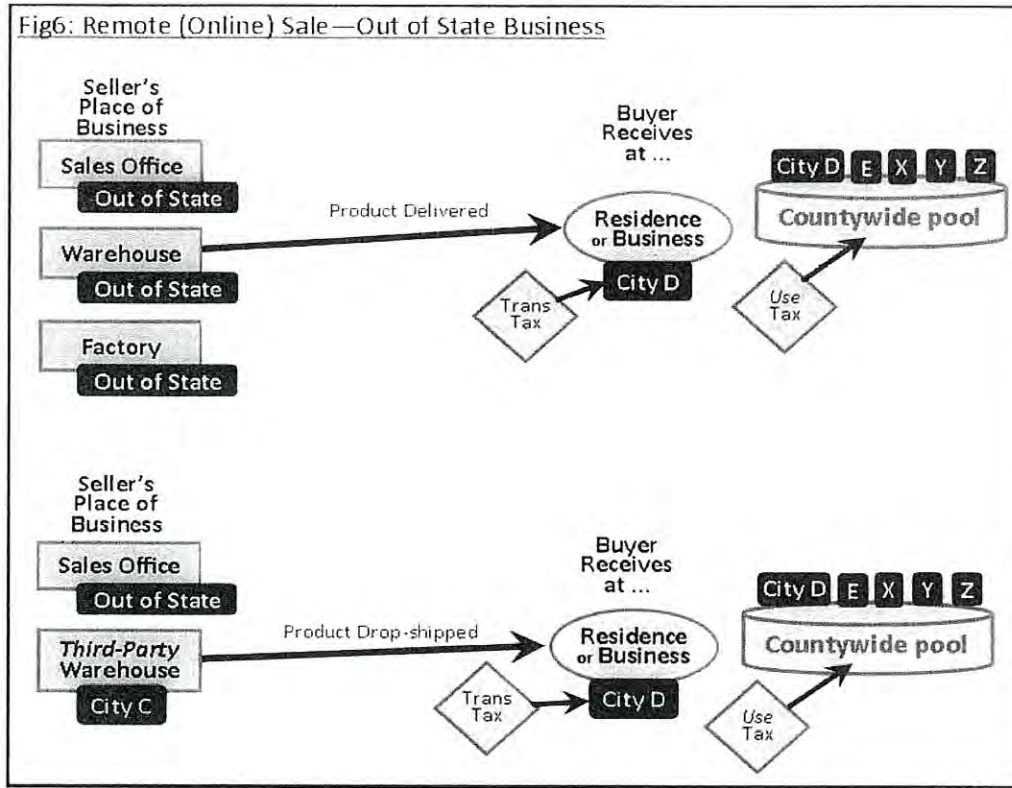 Fig6: Remote (Online) Sale—Out of State Business
Seller's
Place of
Business
Sales Office
Out of State
Warehouse
Out of State
Factory
Out of State
Product Delivered
Buyer
Receives
at ...
Residence
or Business
City D
Trans
Tax
City D E X Y Z
Countywide pool
Use
Tax
Seller's
Place of
Business
Sales Office
Out of State
Third-Party
Warehouse
City C
Product Drop-shipped
Buyer
Receives
at ...
Residence
or Business
City D
Trans
Tax
City D E X Y Z
Countywide pool
Use
Tax